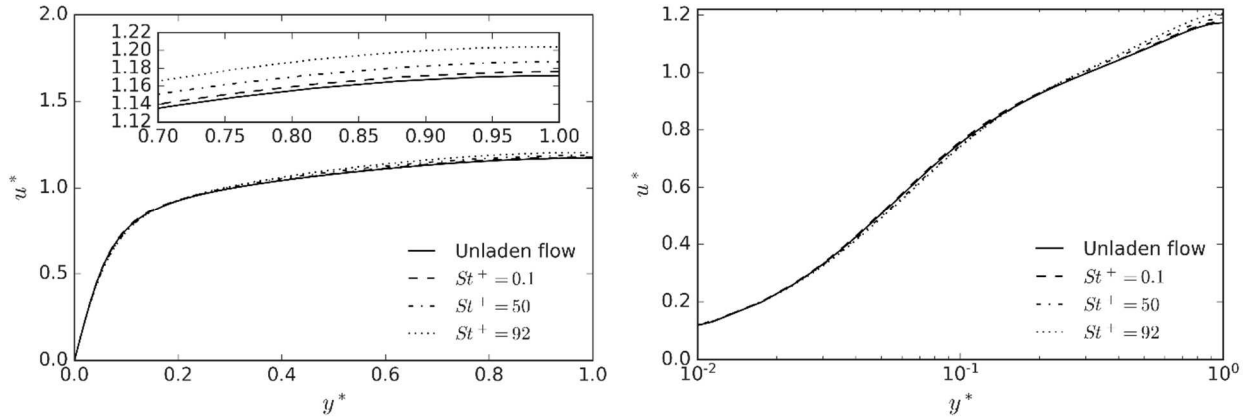 2.0
1.5
1.0
0.5
0.0
u*
1.22
1.20
1.18
1.16
1.14
1.12
0.70 0.75 0.80 0.85 0.90 0.95 1.00
Unladen flow
St⁺ = 0.1
St⁺ = 50
St⁺ = 92
0.0 0.2 0.4 0.6 0.8 1.0
y*
1.2
1.0
0.8
0.6
0.4
0.2
0.0
u*
Unladen flow
St⁺ = 0.1
St⁺ = 50
St⁺ = 92
10⁻² 10⁻¹ 10⁰
y*